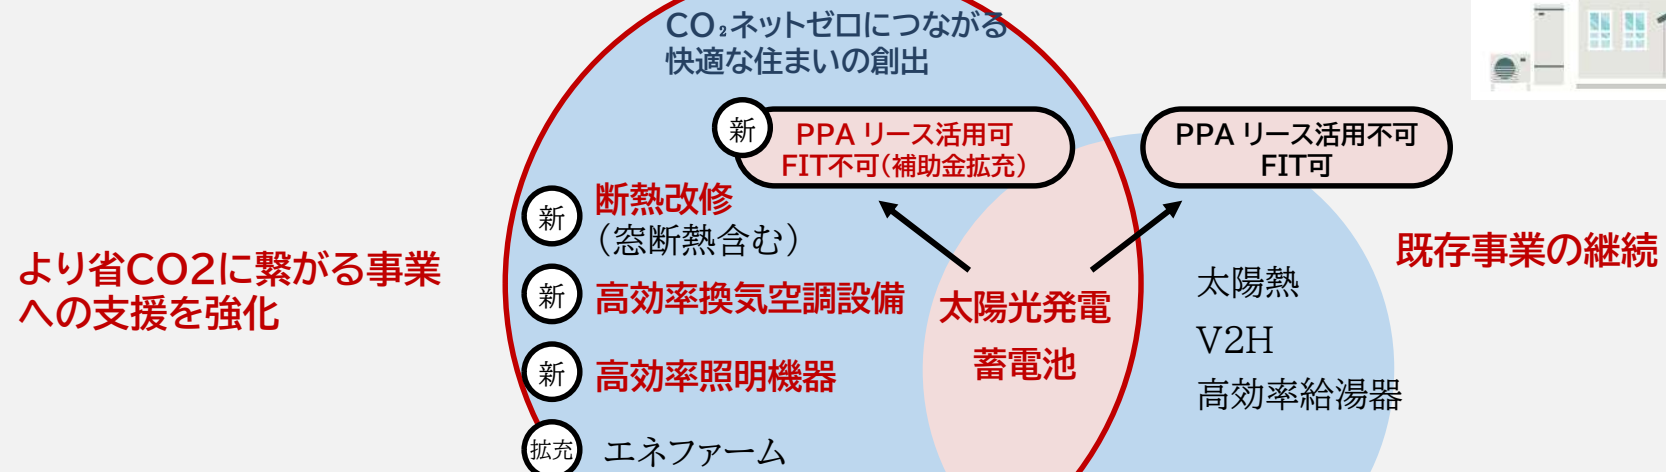 CO₂ネットゼロにつながる
快適な住まいの創出
新
PPA リース活用可
FIT不可(補助金拡充)
PPA リース活用不可
FIT可
より省CO2に繋がる事業
への支援を強化
新 断熱改修
（窓断熱含む）
新 高効率換気空調設備
新 高効率照明機器
拡充 エネファーム
太陽光発電
蓄電池
太陽熱
V2H
高効率給湯器
既存事業の継続